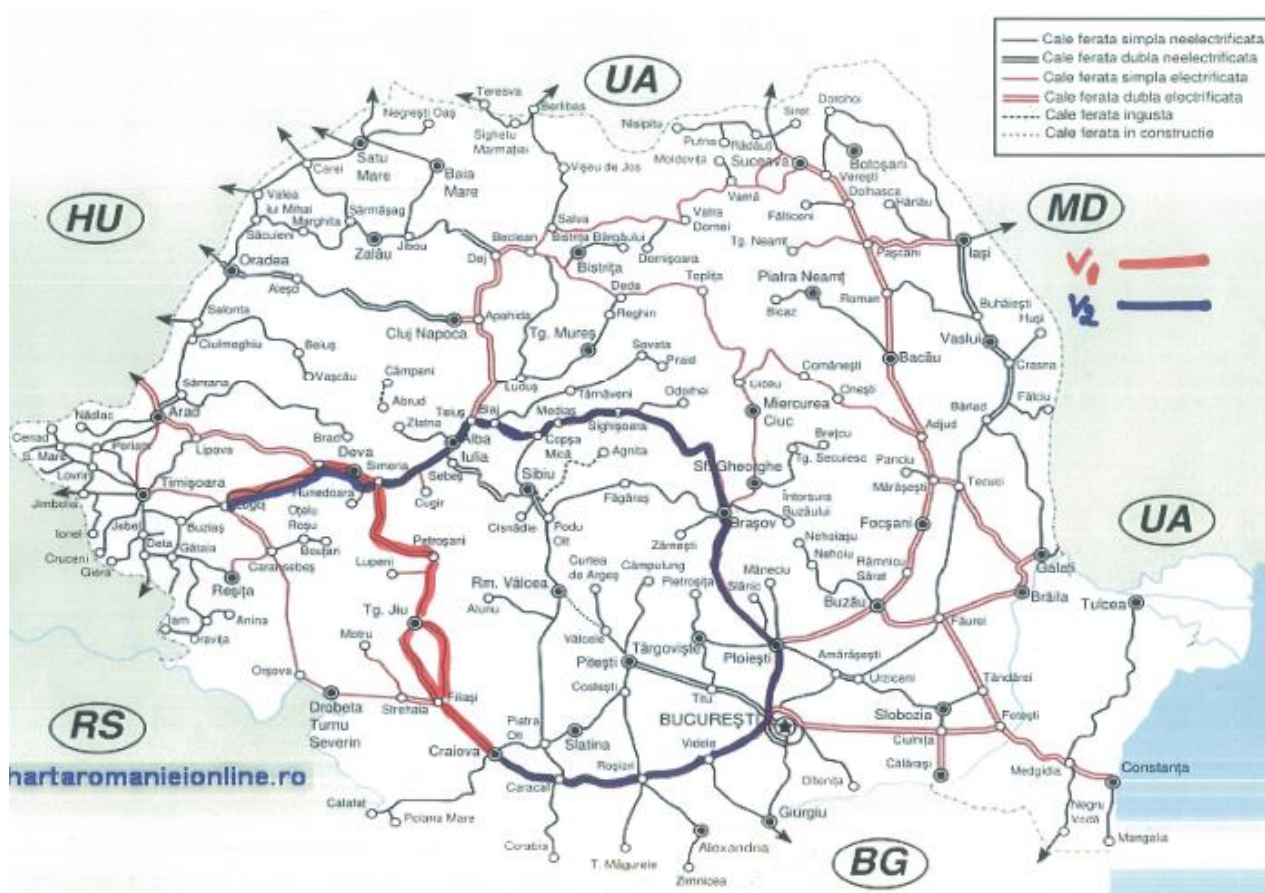 Cale ferata simpla neelectrificata
Cale ferata dubla neelectrificata
Cale ferata simpla electrificata
Cale ferata dubla electrificata
Cale ferata ingusta
Cale ferata in constructie
UA
HU
MD
UA
RS
BG
V1
V2
Teresva
Berlibas
Negrești Oaș
Sighetu
Marmației
Nisipitu
Putna
Rădăuți
Siret
Dorohoi
Satu
Mare
Baia
Mare
Carei
Vișeu de Jos
Moldovița
Suceava
Botoșani
Verești
Dolhasca
Valea
lui Mihai
Sărmășag
Marghita
Săcuieni
Zalău
Jibou
Salva
Beclean
Bistrița Bârgăului
Bistrița
Dornișoara
Vama
Vatra
Dornei
Fălticeni
Hârlău
Tg. Neamț
Pașcani
Iași
Oradea
Aleșd
Dej
Deda
Toplița
Piatra Neamț
Roman
Buhăiești
Huși
Salonta
Ciulmeghiu
Cluj Napoca
Apahida
Tg. Mureș
Reghin
Bicaz
Vaslui
Crasna
Beiuș
Vașcău
Câmpeni
Abrud
Luduș
Sovata
Praid
Bacău
Comănești
Onești
Sântana
Arad
Nădlac
Cenad
S. Mare
Periam
Lovrin
Jimbolia
Timișoara
Lipova
Brad
Zlatna
Teiuș
Blaj
Mediaș
Târnăveni
Odorhei
Sighișoara
Miercurea
Ciuc
Bârlad
Fălciu
Adjud
Deva
Simeria
Alba
Iulia
Copșa
Mică
Agnita
Sf. Gheorghe
Brețcu
Tg. Secuiesc
Panciu
Mărășești
Tecuci
Lugoj
Hunedoara
Cugir
Sebeș
Sibiu
Făgăraș
Întorsura
Buzăului
Focșani
Ionel
Jebel
Buziaș
Oțelu
Roșu
Cisnădie
Podu
Olt
Brașov
Zărnești
Nehoiașu
Nehoiu
Râmnicu
Sărat
Galați
Cruceni
Giera
Deta
Gătaia
Caransebeș
Bouțari
Petroșani
Lupeni
Reșița
Rm. Vâlcea
Curtea
de Argeș
Câmpulung
Pietroșița
Slănic
Măneciu
Buzău
Brăila
Tulcea
Iam
Oravița
Anina
Tg. Jiu
Alunu
Vâlcele
Făurei
Motru
Târgoviște
Ploiești
Amărășești
Orșova
Pitești
Costești
Titu
Urziceni
Țăndărei
Drobeta
Turnu
Severin
Strehaia
Filiași
BUCUREȘTI
Slobozia
Fetești
Piatra
Olt
Slatina
Videle
Ciulnița
Craiova
Roșiori
Călărași
Medgidia
Constanța
Caracal
Oltenița
hartaromanieionline.ro
Calafat
Poiana Mare
Giurgiu
Negru
Vodă
Mangalia
Corabia
T. Măgurele
Alexandria
Zimnicea